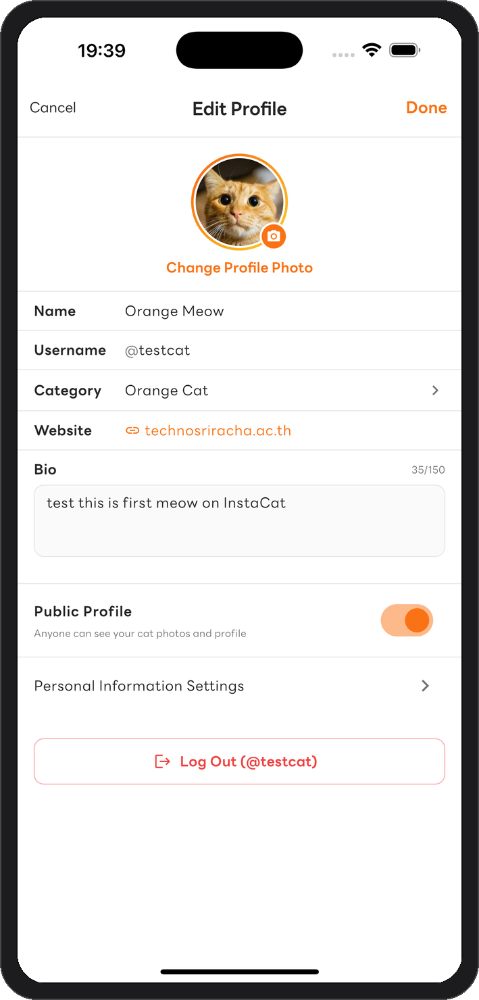 19:39
Cancel
Edit Profile
Done
Change Profile Photo
Name
Orange Meow
Username
@testcat
Category
Orange Cat
Website
technosriracha.ac.th
Bio
35/150
test this is first meow on InstaCat
Public Profile
Anyone can see your cat photos and profile
Personal Information Settings
Log Out (@testcat)